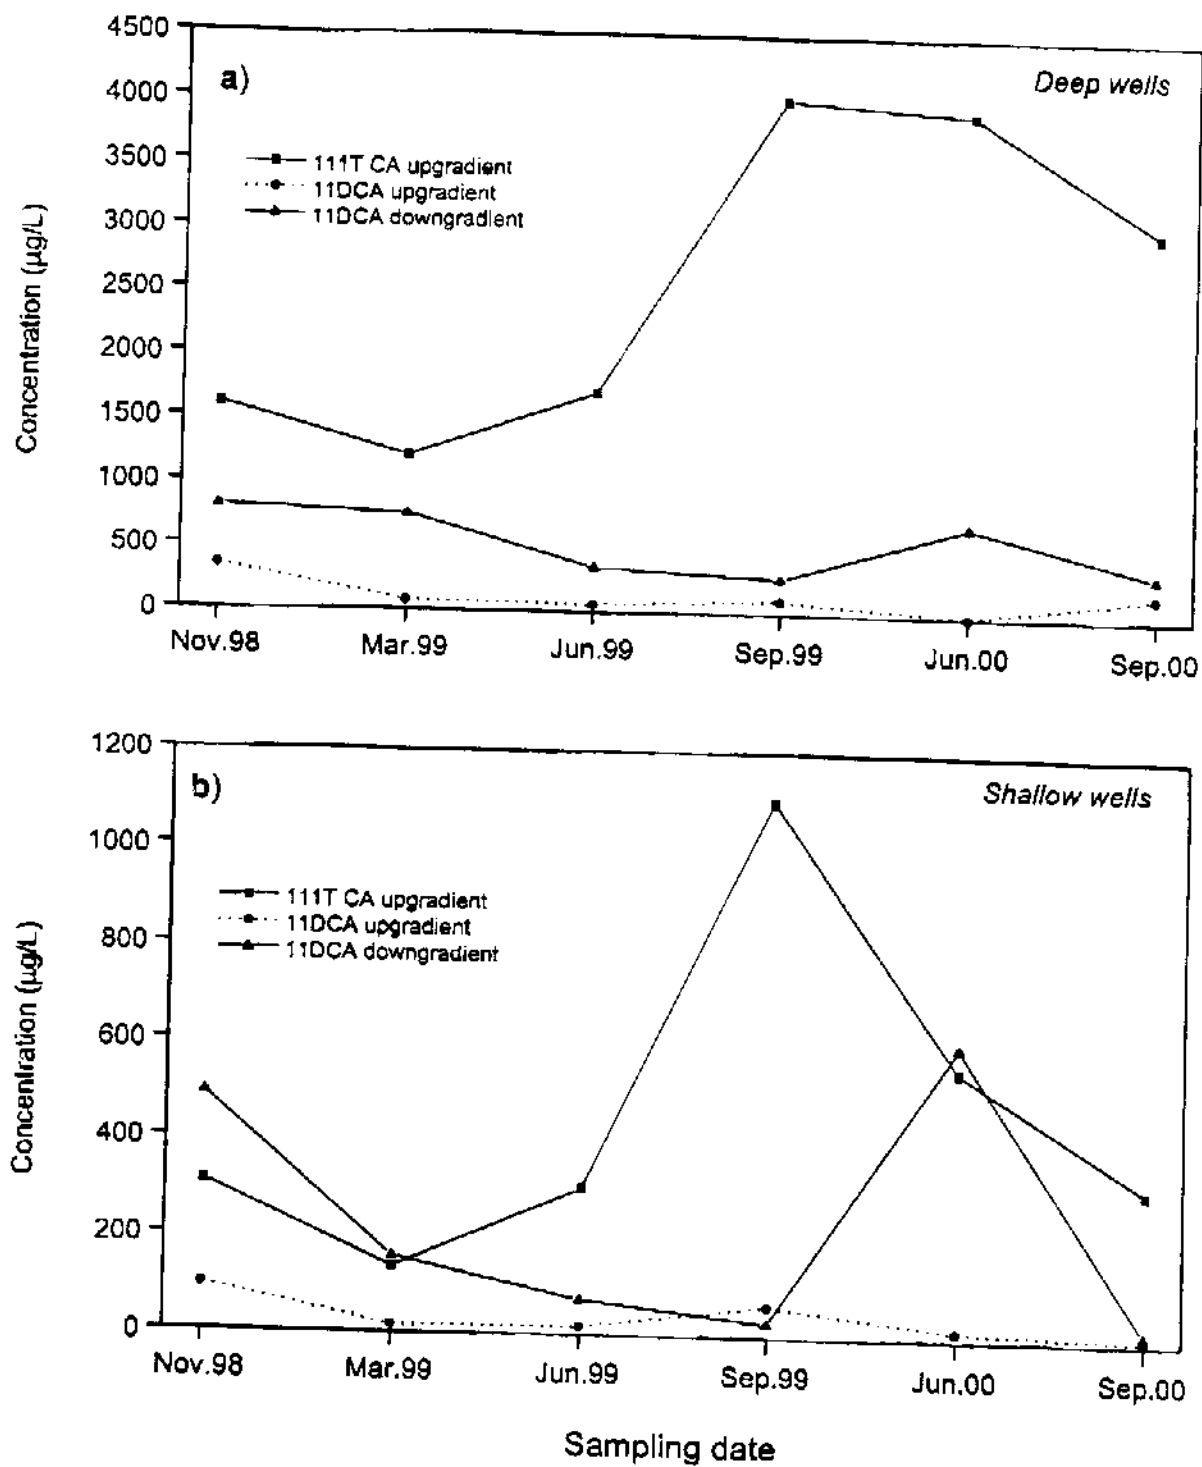 4500
a)
Deep wells
4000
3500
111T CA upgradient
11DCA upgradient
11DCA downgradient
3000
2500
2000
1500
1000
500
0
Concentration (µg/L)
Nov.98 Mar.99 Jun.99 Sep.99 Jun.00 Sep.00
1200
b)
Shallow wells
1000
111T CA upgradient
11DCA upgradient
11DCA downgradient
800
600
400
200
0
Concentration (µg/L)
Nov.98 Mar.99 Jun.99 Sep.99 Jun.00 Sep.00
Sampling date